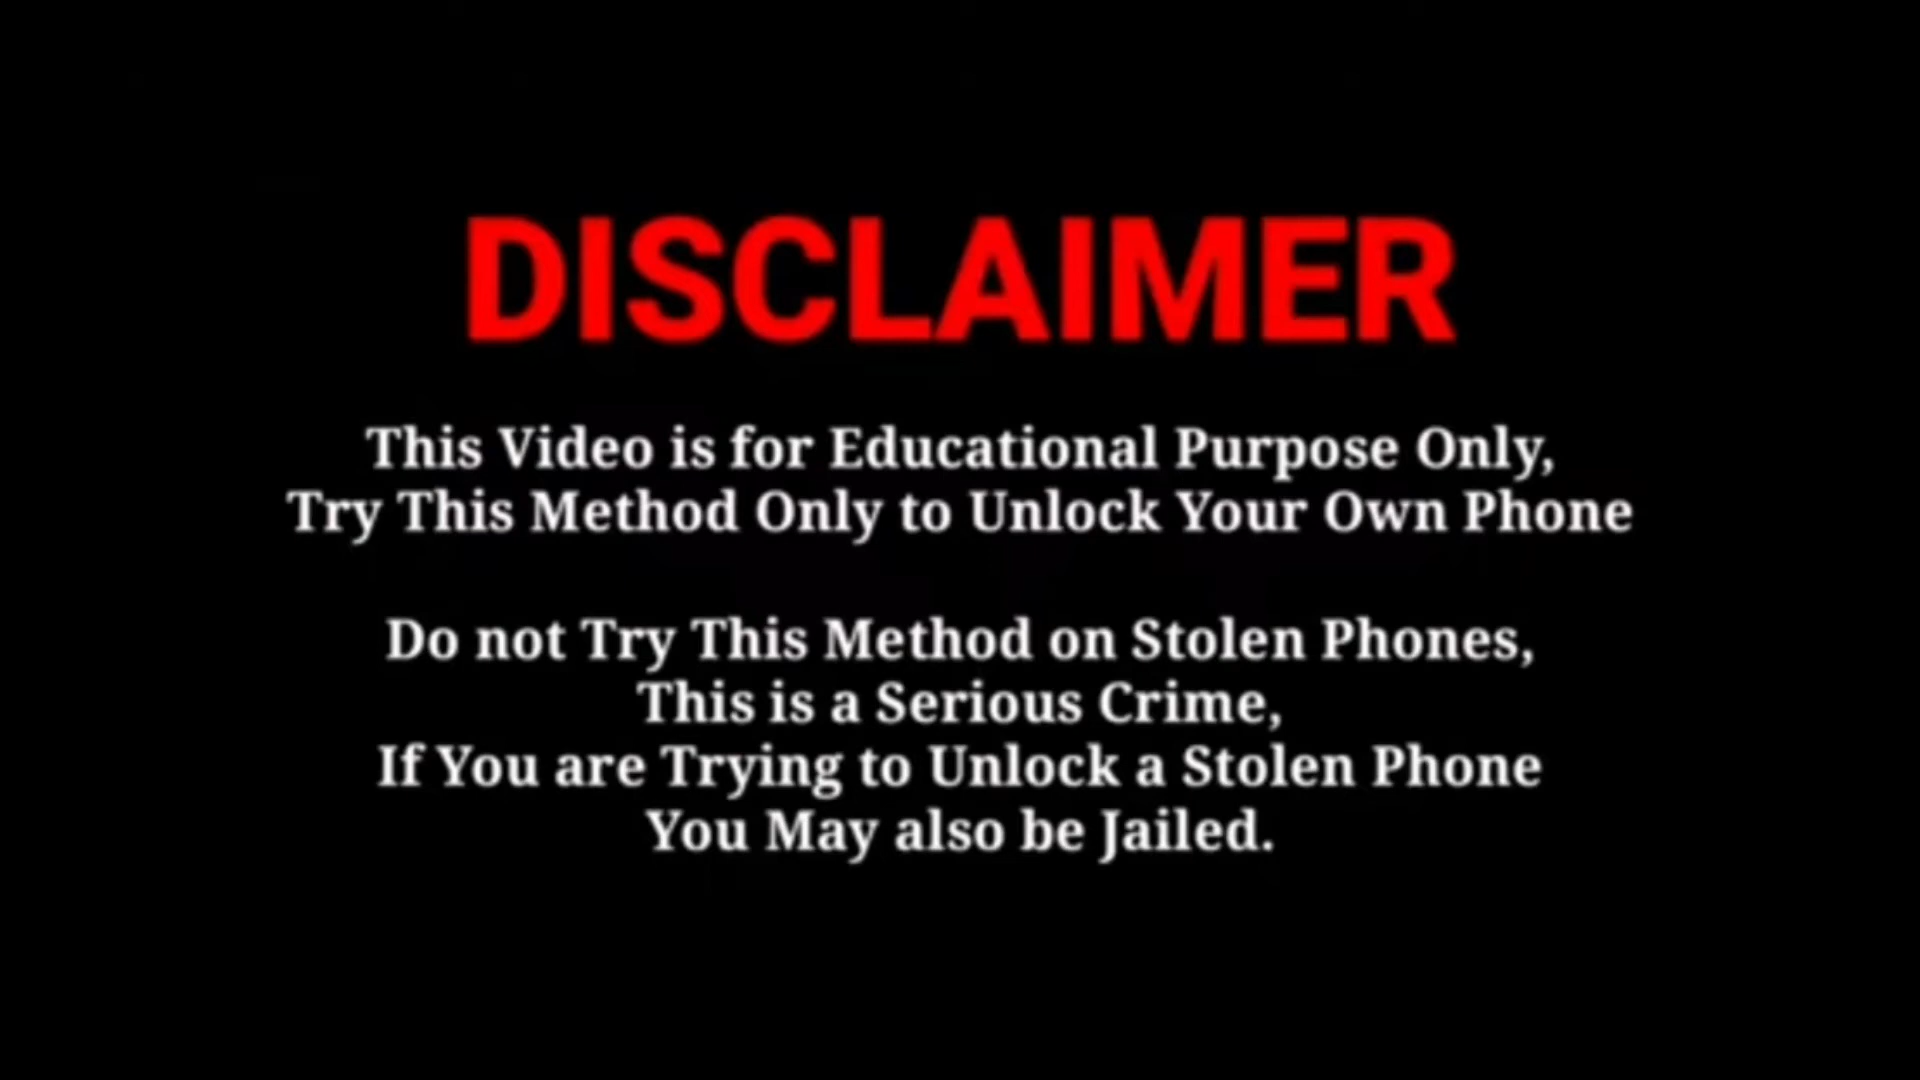 DISCLAIMER
This Video is for Educational Purpose Only,
Try This Method Only to Unlock Your Own Phone
Do not Try This Method on Stolen Phones,
This is a Serious Crime,
If You are Trying to Unlock a Stolen Phone
You May also be Jailed.